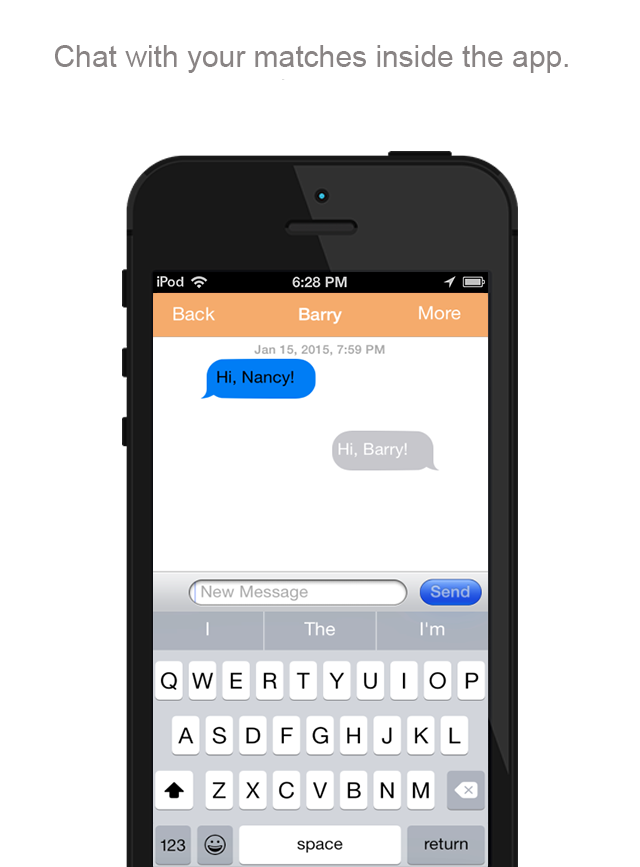 Chat with your matches inside the app.
iPod 6:28 PM
Back Barry More
Jan 15, 2015, 7:59 PM
Hi, Nancy!
Hi, Barry!
New Message Send
I The I'm
Q W E R T Y U I O P
A S D F G H J K L
Z X C V B N M
123 space return